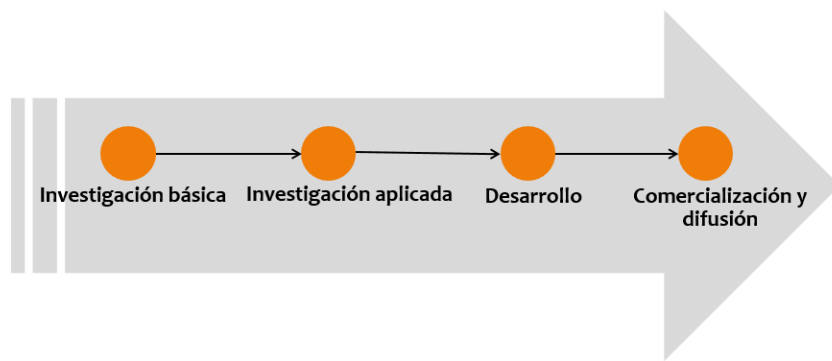 Investigación básica
Investigación aplicada
Desarrollo
Comercialización y
difusión